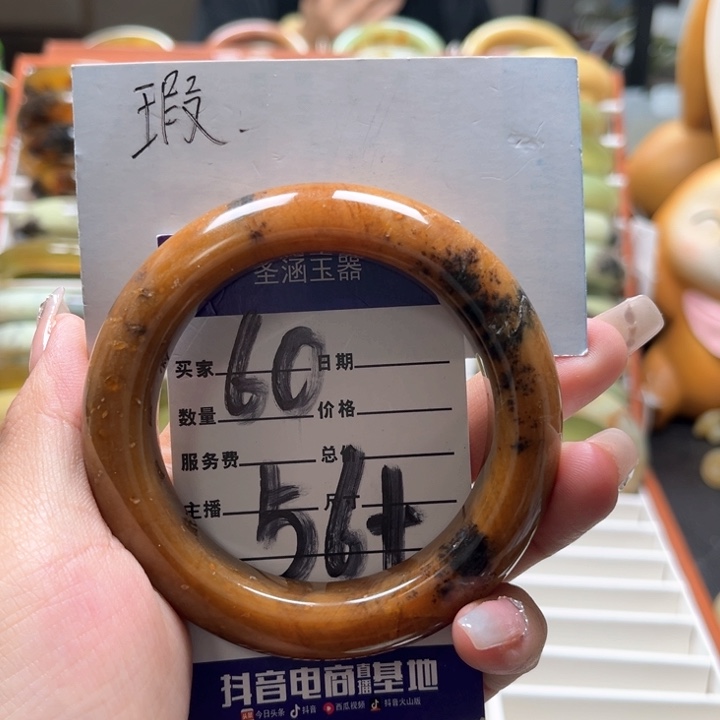 瑕.
圣涵玉器
买家 60 日期
数量 价格
服务费 总
主播 56+ 尺寸
抖音电商直播基地
今日头条 抖音 西瓜视频 抖音火山版